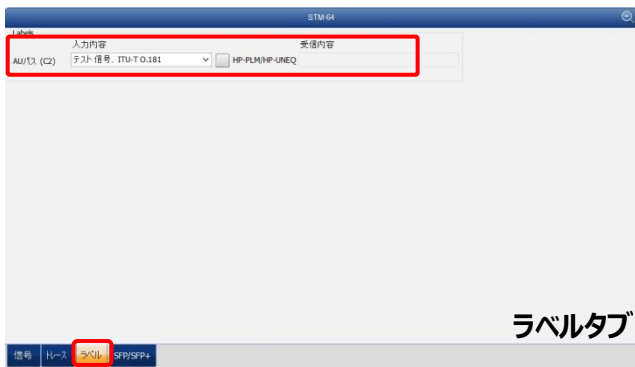 STM-64
Labels
入力内容 受信内容
AU/パス (C2) テスト信号、ITU-T O.181 HP-PLM/HP-UNEQ
ラベルタブ
信号 トレース ラベル SFP/SFP+